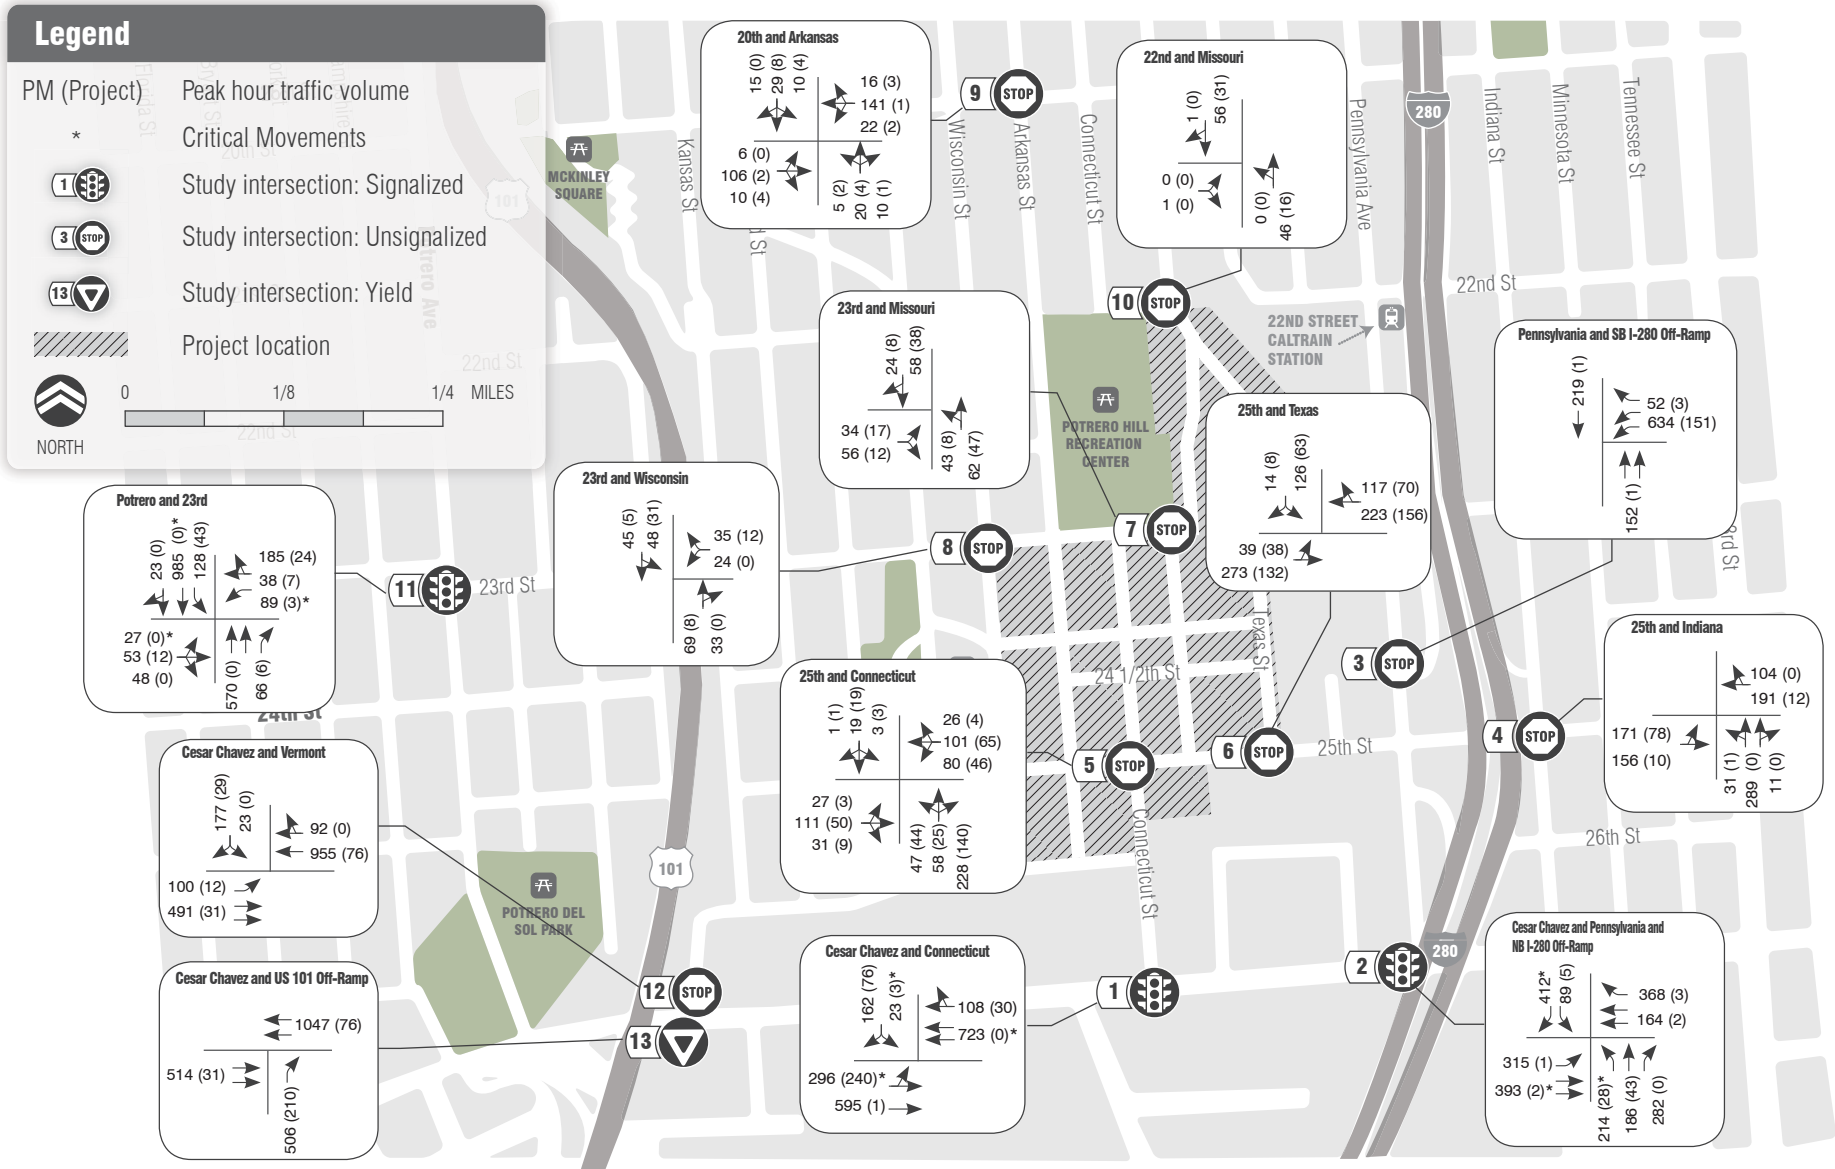 Legend
PM (Project) Peak hour traffic volume
* Critical Movements
1 Study intersection: Signalized
3 STOP Study intersection: Unsignalized
13 Study intersection: Yield
Project location
0 1/8 1/4 MILES
NORTH
20th and Arkansas
15 (0)
29 (8)
10 (4)
16 (3)
141 (1)
22 (2)
6 (0)
106 (2)
10 (4)
5 (2)
20 (4)
10 (1)
9 STOP
22nd and Missouri
1 (0)
56 (31)
0 (0)
1 (0)
0 (0)
46 (16)
10 STOP
23rd and Missouri
24 (8)
58 (38)
34 (17)
56 (12)
43 (8)
62 (47)
7 STOP
Pennsylvania and SB I-280 Off-Ramp
219 (1)
52 (3)
634 (151)
152 (1)
3 STOP
25th and Texas
14 (8)
126 (63)
117 (70)
223 (156)
39 (38)
273 (132)
6 STOP
23rd and Wisconsin
45 (5)
48 (31)
35 (12)
24 (0)
69 (8)
33 (0)
8 STOP
Potrero and 23rd
23 (0)
985 (0)*
128 (43)
185 (24)
38 (7)
89 (3)*
27 (0)*
53 (12)
48 (0)
570 (0)
66 (6)
11
25th and Indiana
104 (0)
191 (12)
171 (78)
156 (10)
31 (1)
289 (0)
11 (0)
4 STOP
25th and Connecticut
1 (1)
19 (19)
3 (3)
26 (4)
101 (65)
80 (46)
27 (3)
111 (50)
31 (9)
47 (44)
58 (25)
228 (140)
5 STOP
Cesar Chavez and Vermont
177 (29)
23 (0)
92 (0)
955 (76)
100 (12)
491 (31)
12 STOP
Cesar Chavez and US 101 Off-Ramp
1047 (76)
514 (31)
506 (210)
13
Cesar Chavez and Connecticut
162 (76)
23 (3)*
108 (30)
723 (0)*
296 (240)*
595 (1)
1
Cesar Chavez and Pennsylvania and
NB I-280 Off-Ramp
412*
89 (5)
368 (3)
164 (2)
315 (1)
393 (2)*
214 (28)*
186 (43)
282 (0)
2
MCKINLEY
SQUARE
POTRERO HILL
RECREATION
CENTER
22ND STREET
CALTRAIN
STATION
POTRERO DEL
SOL PARK
Kansas St
Wisconsin St
Arkansas St
Connecticut St
Pennsylvania Ave
Indiana St
Minnesota St
Tennessee St
22nd St
22nd St
22nd St
23rd St
23rd St
24th St
24 1/2th St
Texas St
25th St
26th St
Connecticut St
280
280
101
101